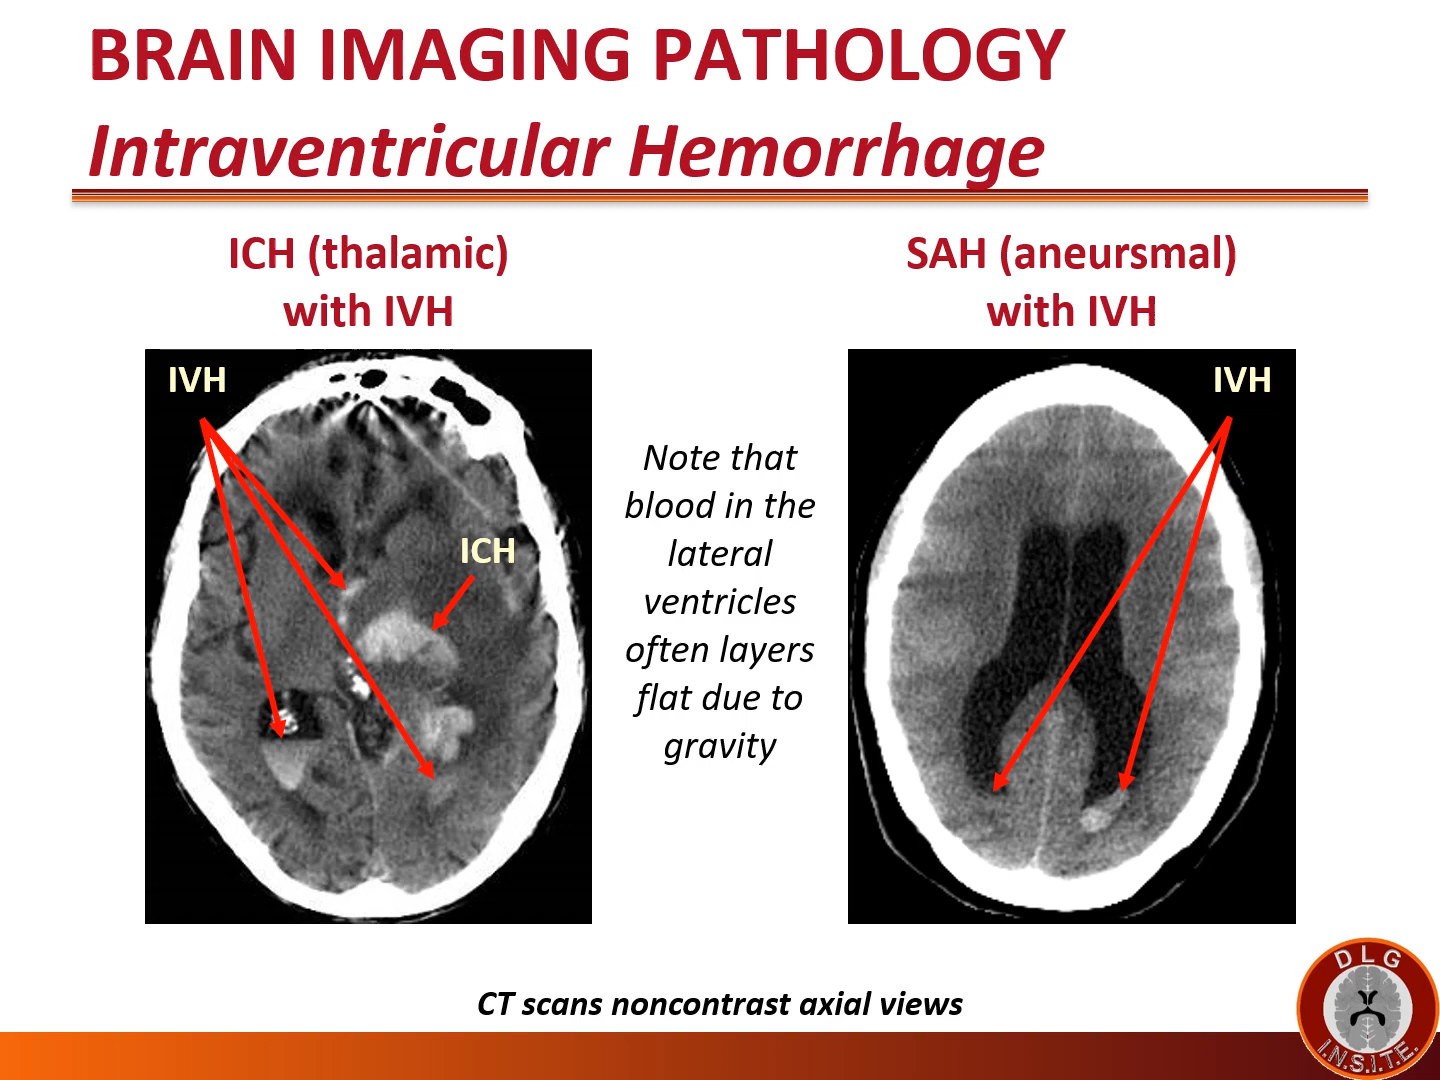 BRAIN IMAGING PATHOLOGY
Intraventricular Hemorrhage
ICH (thalamic)
with IVH
SAH (aneursmal)
with IVH
IVH
ICH
Note that
blood in the
lateral
ventricles
often layers
flat due to
gravity
IVH
CT scans noncontrast axial views
DLG
I.N.S.I.T.E.